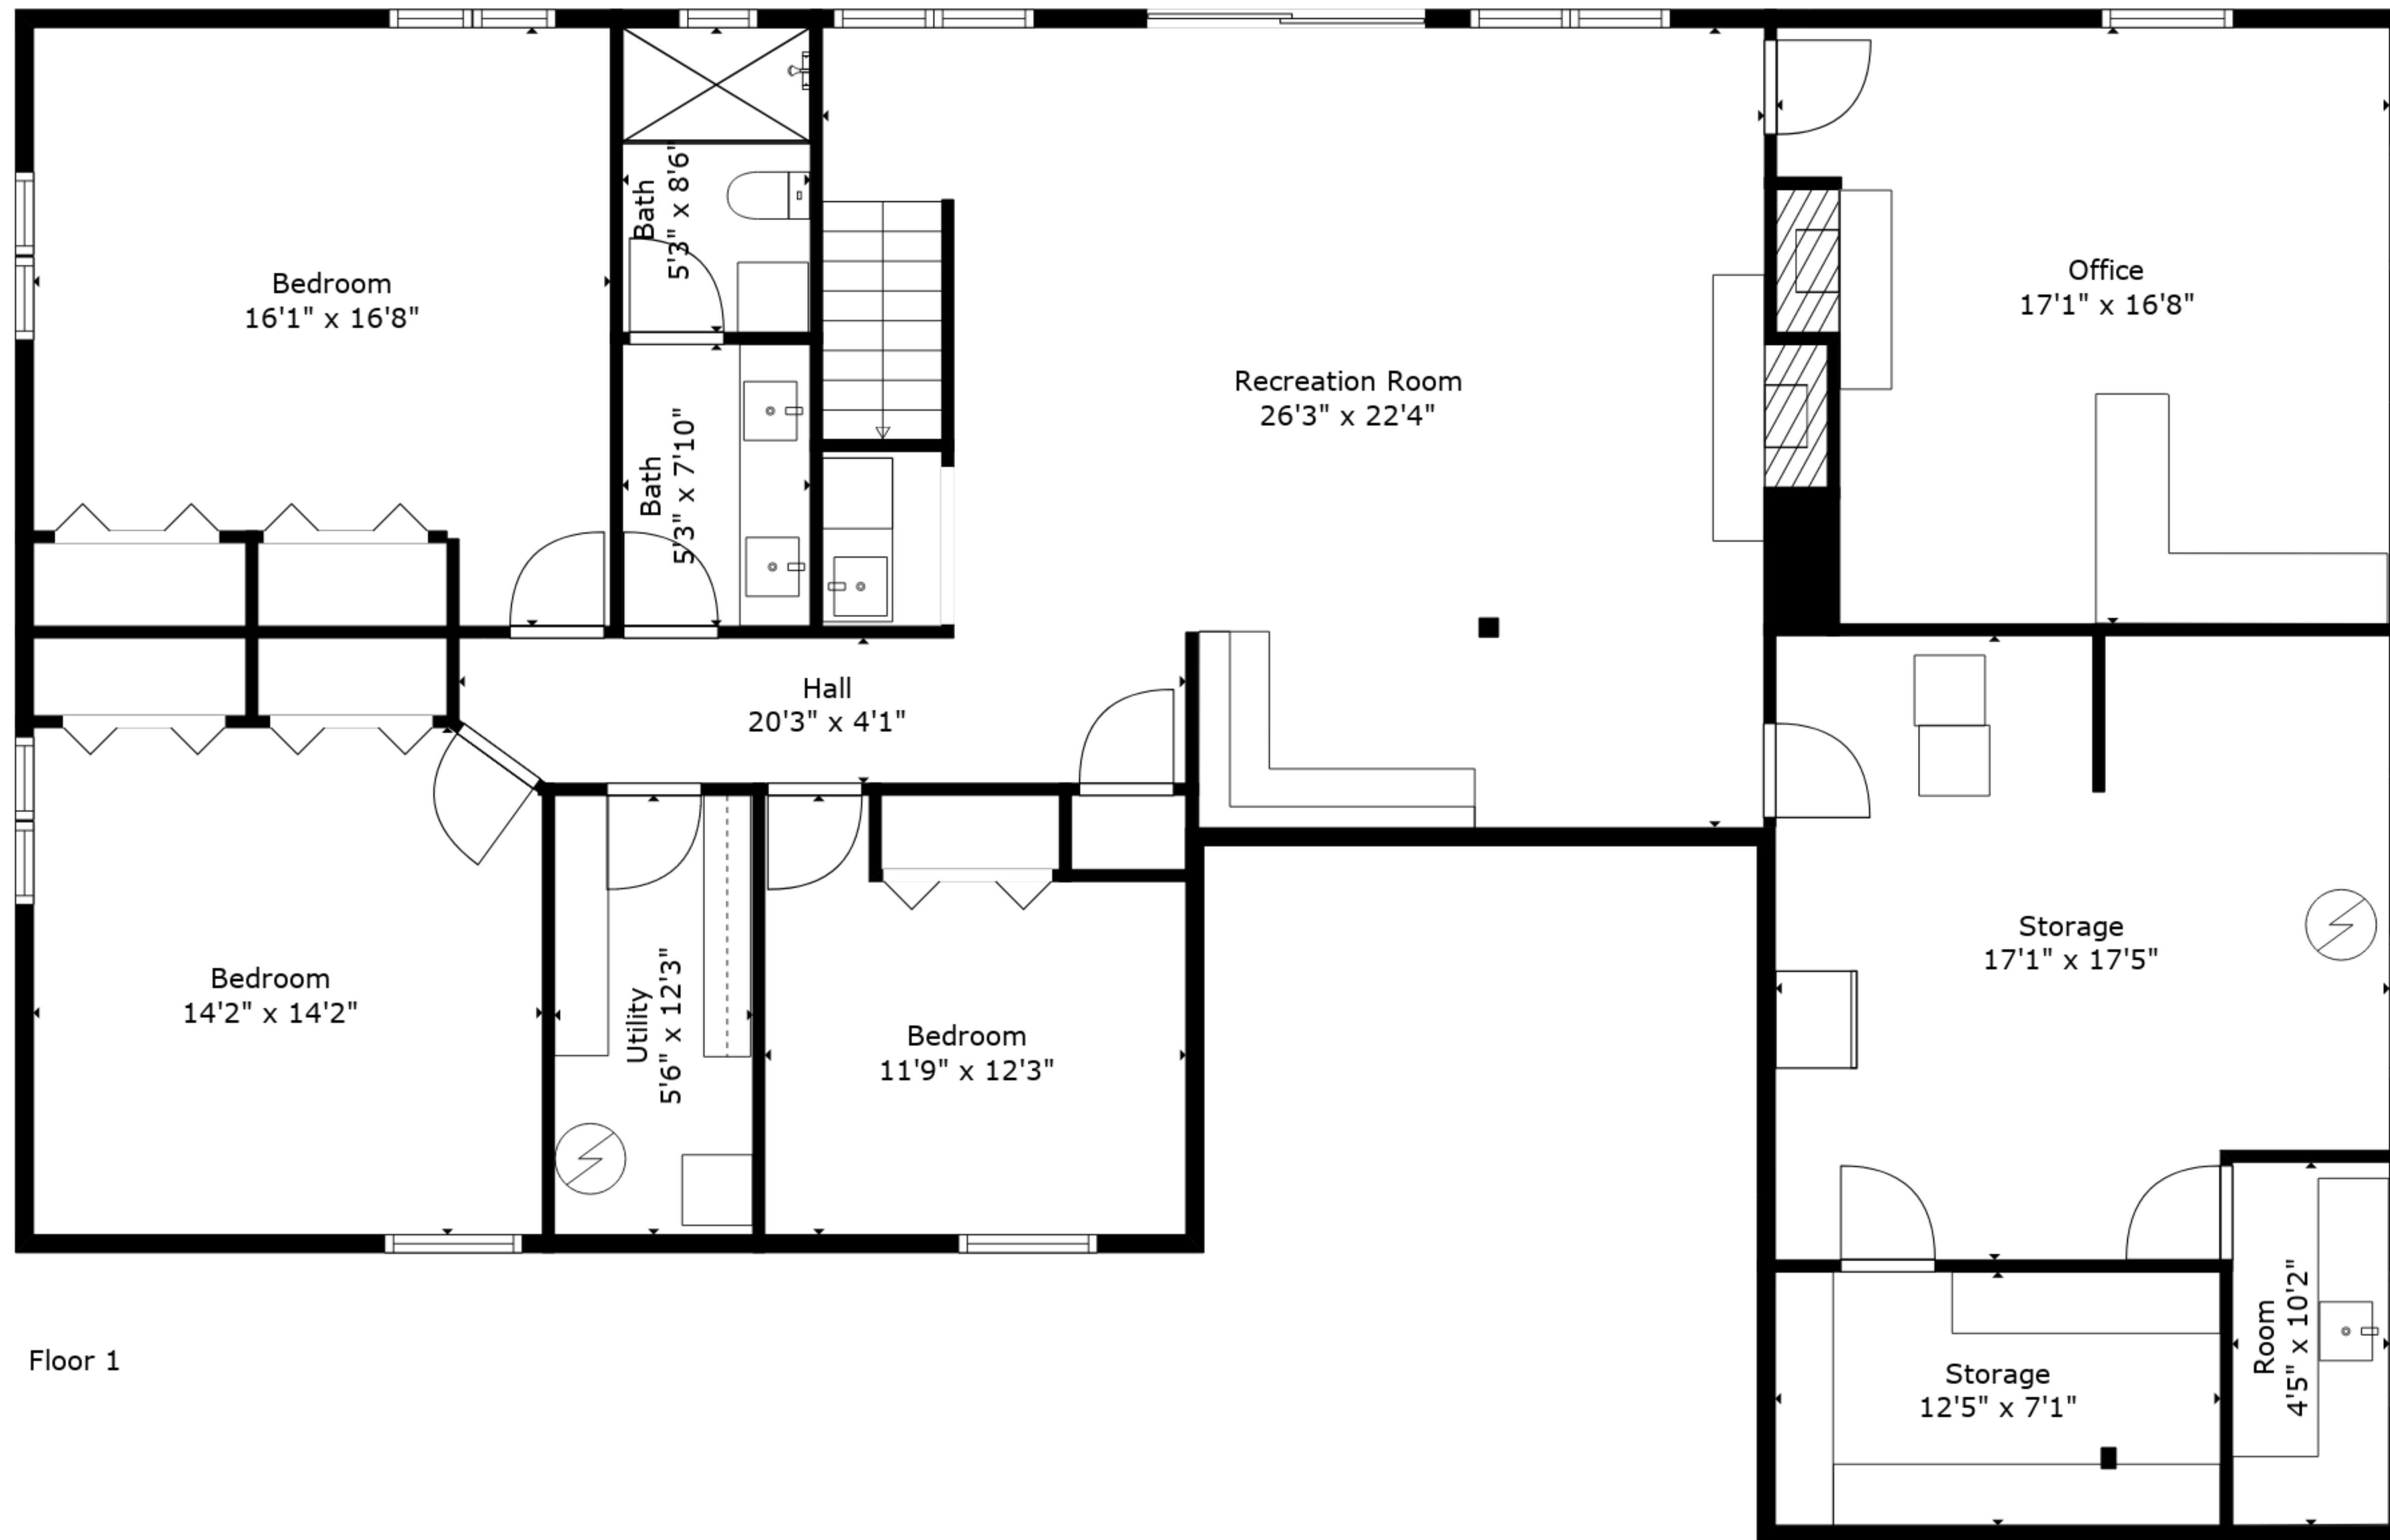 Bedroom
16'1" x 16'8"
Bath
5'3" x 8'6"
Bath
5'3" x 7'10"
Recreation Room
26'3" x 22'4"
Office
17'1" x 16'8"
Hall
20'3" x 4'1"
Bedroom
14'2" x 14'2"
Utility
5'6" x 12'3"
Bedroom
11'9" x 12'3"
Storage
17'1" x 17'5"
Storage
12'5" x 7'1"
Room
4'5" x 10'2"
Floor 1